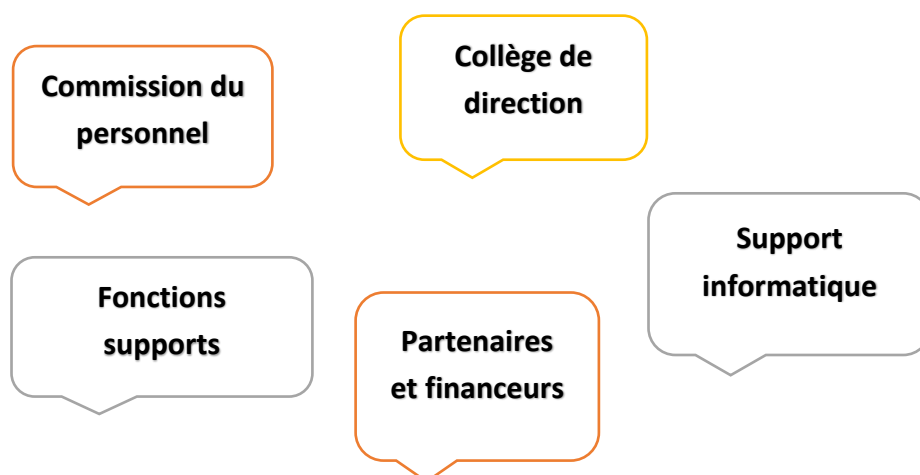 Commission du
personnel
Collège de
direction
Support
informatique
Fonctions
supports
Partenaires
et financeurs